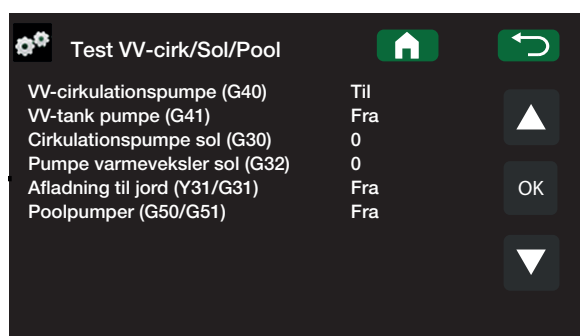 Test VV-cirk/Sol/Pool
VV-cirkulationspumpe (G40) Til
VV-tank pumpe (G41) Fra
Cirkulationspumpe sol (G30) 0
Pumpe varmeveksler sol (G32) 0
Afladning til jord (Y31/G31) Fra
Poolpumper (G50/G51) Fra
OK